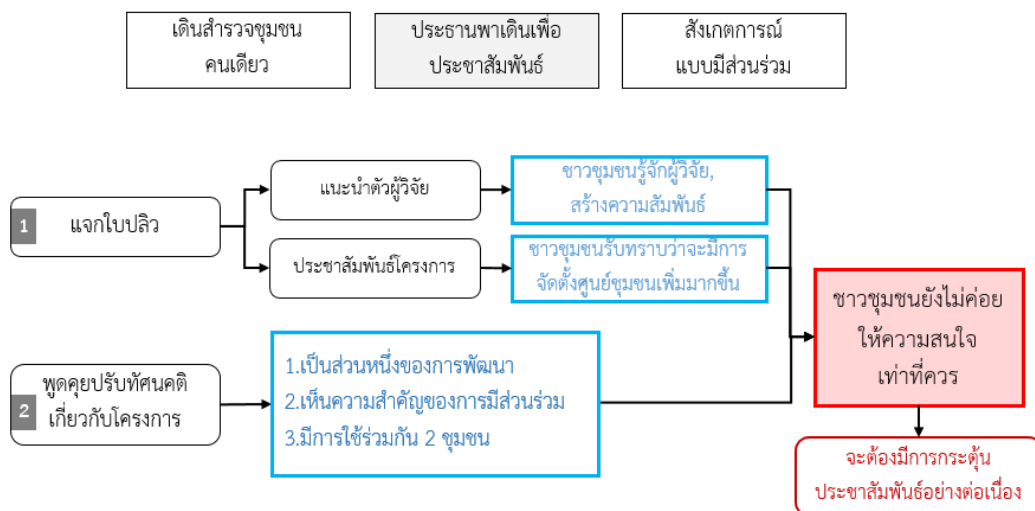 เดินสำรวจชุมชน
คนเดียว
ประธานพาเดินเพื่อ
ประชาสัมพันธ์
สังเกตการณ์
แบบมีส่วนร่วม
1
แจกใบปลิว
แนะนำตัวผู้วิจัย
ชาวชุมชนรู้จักผู้วิจัย,
สร้างความสัมพันธ์
ประชาสัมพันธ์โครงการ
ชาวชุมชนรับทราบว่าจะมีการ
จัดตั้งศูนย์ชุมชนเพิ่มมากขึ้น
2
พูดคุยปรับทัศนคติ
เกี่ยวกับโครงการ
1.เป็นส่วนหนึ่งของการพัฒนา
2.เห็นความสำคัญของการมีส่วนร่วม
3.มีการใช้ร่วมกัน 2 ชุมชน
ชาวชุมชนยังไม่ค่อย
ให้ความสนใจ
เท่าที่ควร
จะต้องมีการกระตุ้น
ประชาสัมพันธ์อย่างต่อเนื่อง